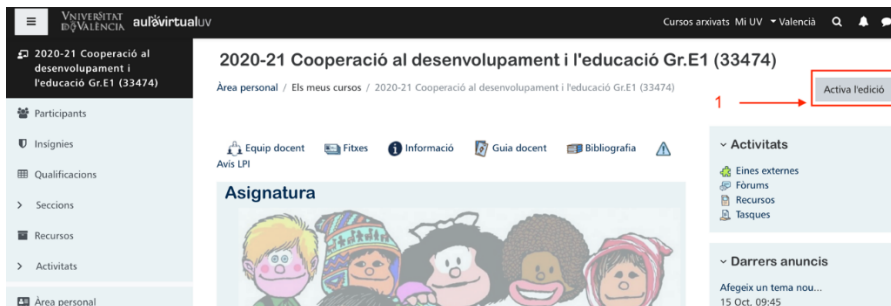 VNIVERSITAT
ID VALÈNCIA
aulavirtualuv
Cursos arxivats Mi UV Valencià
2020-21 Cooperació al
desenvolupament i
l'educació Gr.E1 (33474)
Participants
Insígnies
Qualificacions
Seccions
Recursos
Activitats
Àrea personal
2020-21 Cooperació al desenvolupament i l'educació Gr.E1 (33474)
Àrea personal / Els meus cursos / 2020-21 Cooperació al desenvolupament i l'educació Gr.E1 (33474)
1
Activa l'edició
Equip docent Fitxes Informació Guia docent Bibliografia
Avís LPI
Asignatura
Activitats
Eines externes
Fòrums
Recursos
Tasques
Darrers anuncis
Afegeix un tema nou...
15 Oct, 09:45